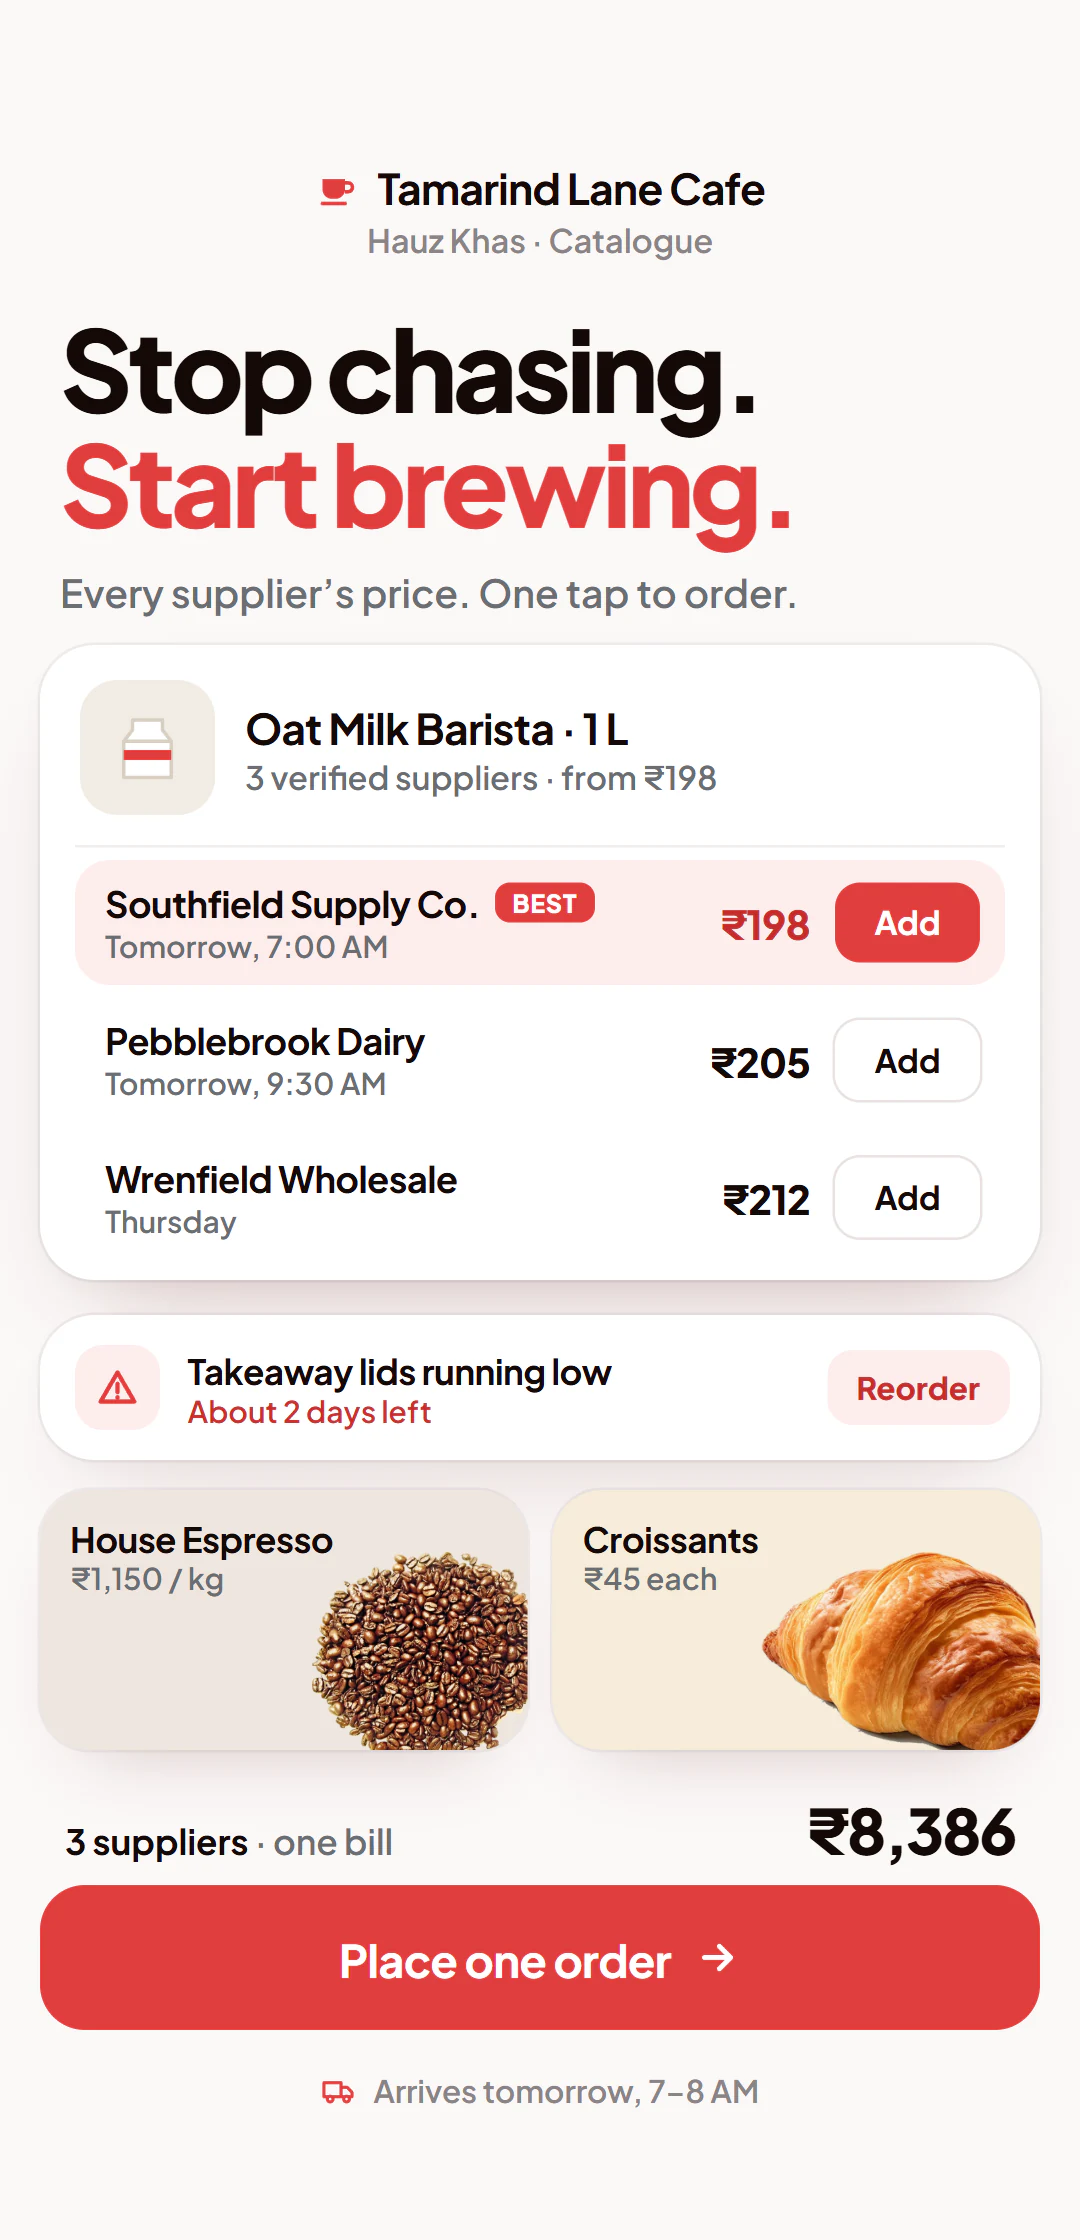 Tamarind Lane Cafe
Hauz Khas · Catalogue
Stop chasing.
Start brewing.
Every supplier’s price. One tap to order.
Oat Milk Barista · 1 L
3 verified suppliers · from ₹198
Southfield Supply Co. BEST
Tomorrow, 7:00 AM
₹198 Add
Pebblebrook Dairy
Tomorrow, 9:30 AM
₹205 Add
Wrenfield Wholesale
Thursday
₹212 Add
Takeaway lids running low
About 2 days left
Reorder
House Espresso
₹1,150 / kg
Croissants
₹45 each
3 suppliers · one bill
₹8,386
Place one order →
Arrives tomorrow, 7–8 AM